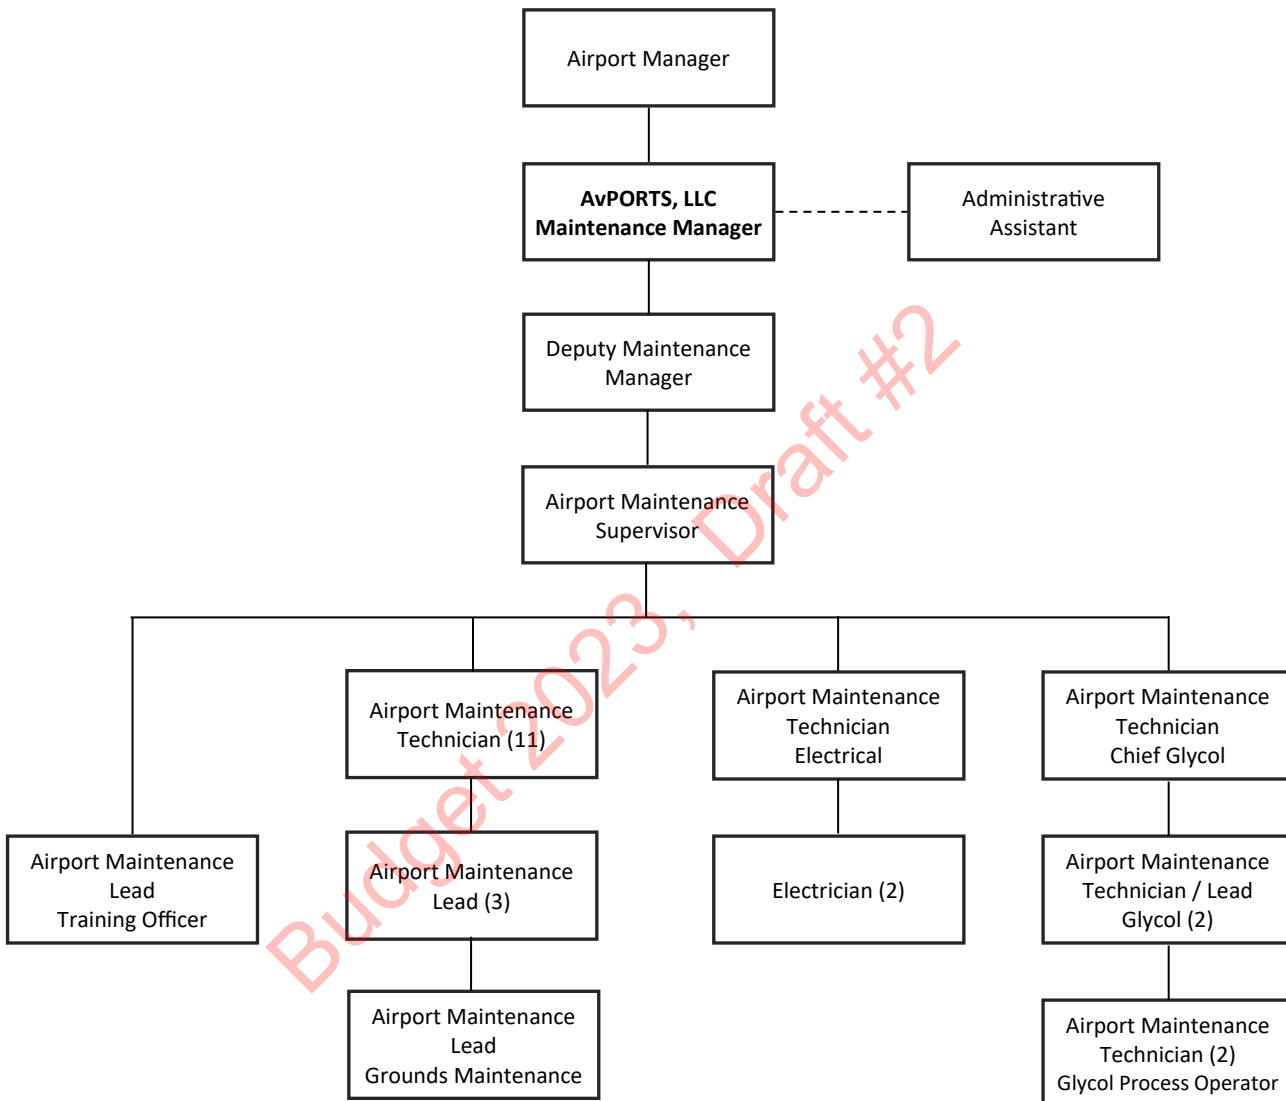 Airport Manager
AvPORTS, LLC
Maintenance Manager
Administrative
Assistant
Deputy Maintenance
Manager
Airport Maintenance
Supervisor
Airport Maintenance
Technician (11)
Airport Maintenance
Technician
Electrical
Airport Maintenance
Technician
Chief Glycol
Airport Maintenance
Lead
Training Officer
Airport Maintenance
Lead (3)
Electrician (2)
Airport Maintenance
Technician / Lead
Glycol (2)
Airport Maintenance
Lead
Grounds Maintenance
Airport Maintenance
Technician (2)
Glycol Process Operator
Budget 2023, Draft #2